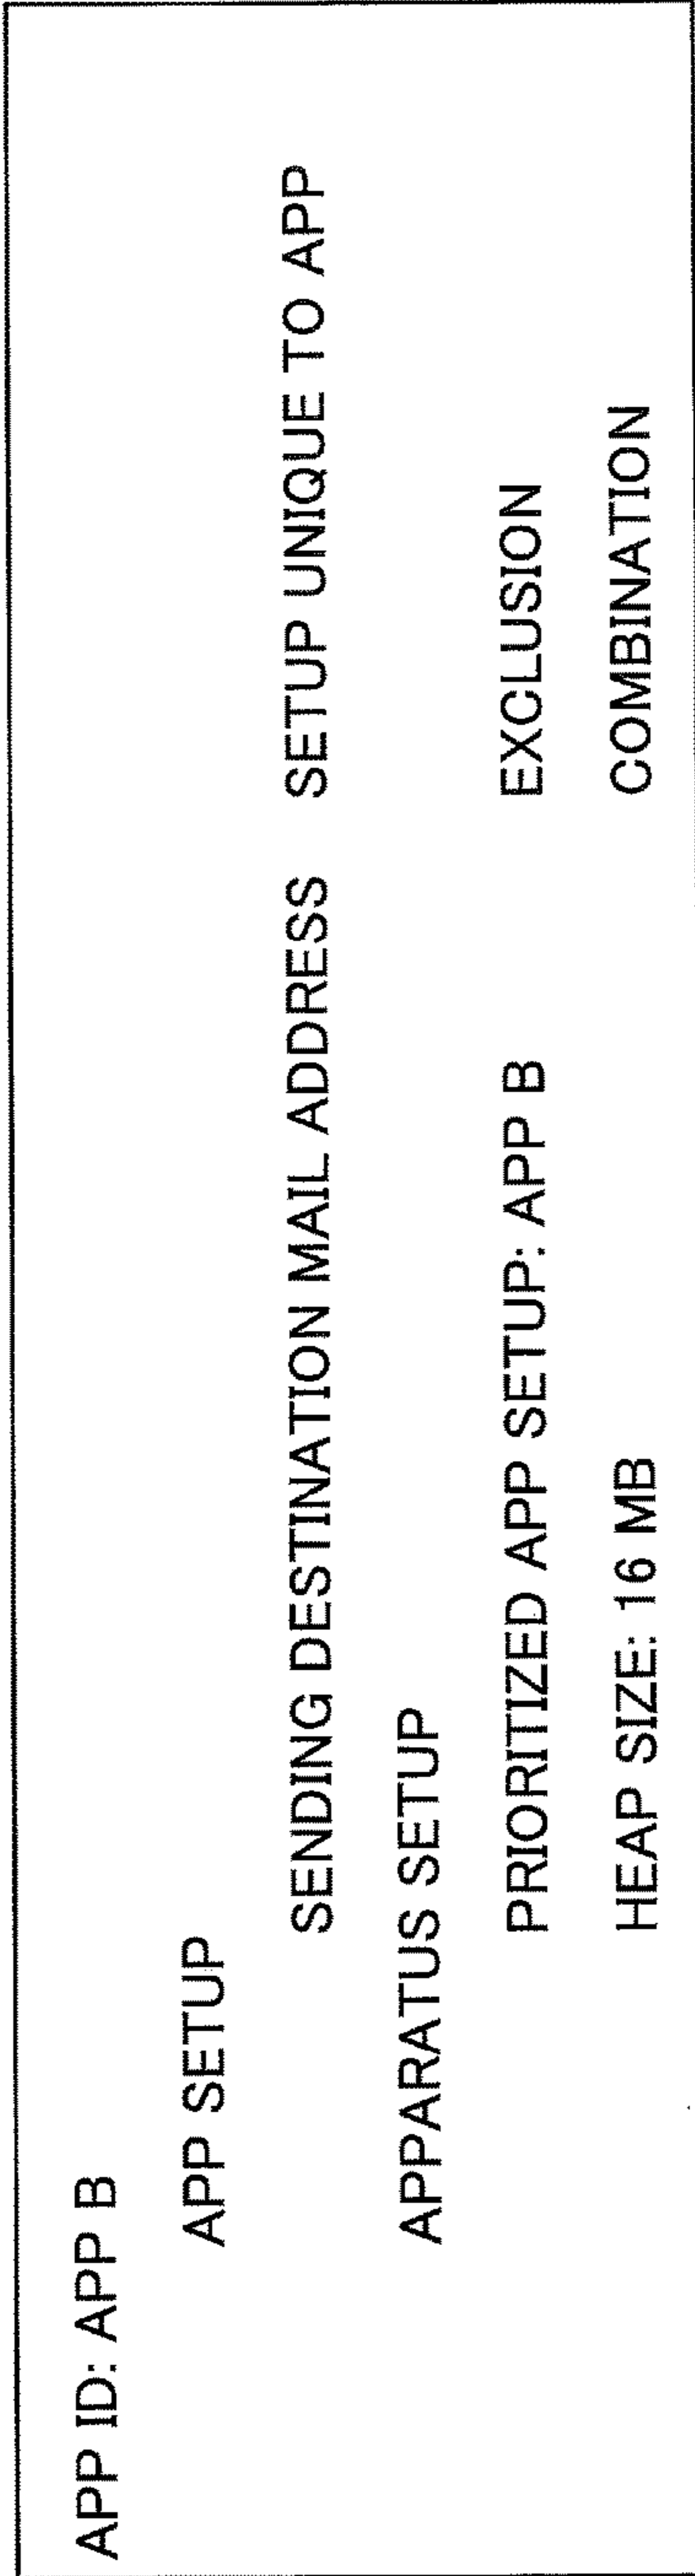 APP ID: APP B
APP SETUP
SENDING DESTINATION MAIL ADDRESS SETUP UNIQUE TO APP
APPARATUS SETUP
PRIORITIZED APP SETUP: APP B EXCLUSION
HEAP SIZE: 16 MB COMBINATION